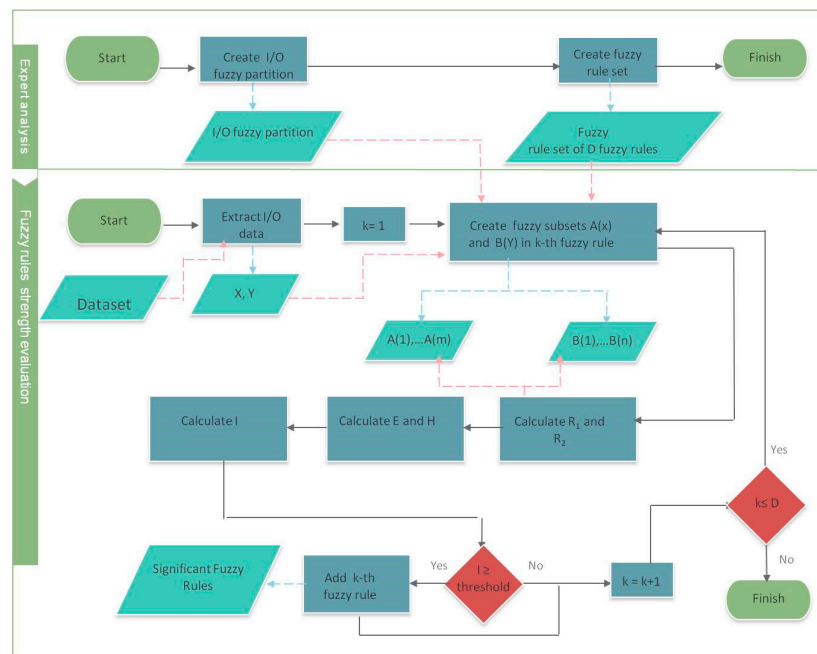 Expert analysis
Start
Create I/O
fuzzy partition
Create fuzzy
rule set
Finish
I/O fuzzy partition
Fuzzy
rule set of D fuzzy rules
Fuzzy rules strength evaluation
Start
Extract I/O
data
k= 1
Create fuzzy subsets A(x)
and B(Y) in k-th fuzzy rule
Dataset
X, Y
A(1),...A(m)
B(1),...B(n)
Calculate I
Calculate E and H
Calculate R₁ and
R₂
Yes
k≤ D
No
Significant Fuzzy
Rules
Add k-th
fuzzy rule
Yes
I ≥
threshold
No
k = k+1
Finish